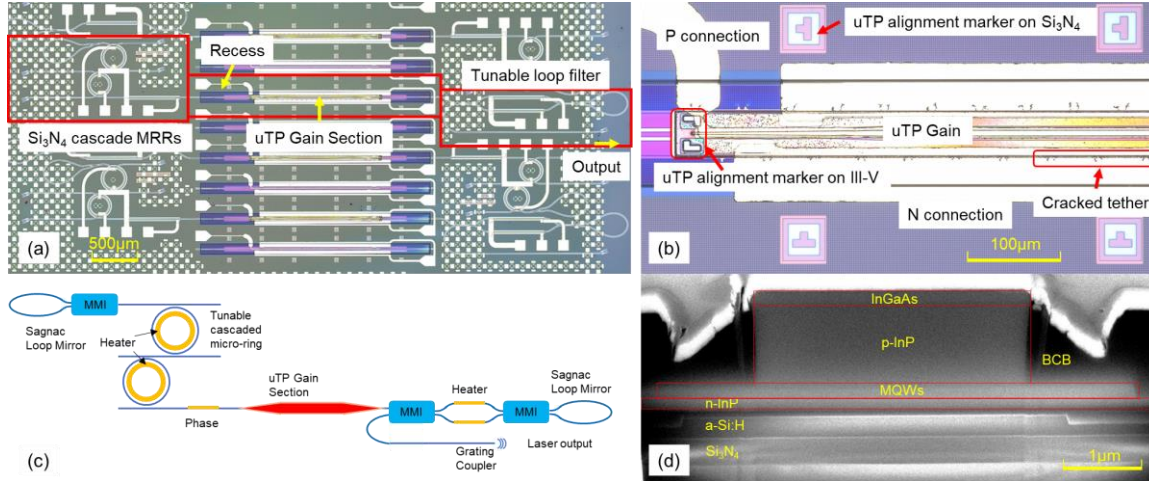 Recess
Tunable loop filter
Si₃N₄ cascade MRRs
uTP Gain Section
Output
(a)
500μm
P connection
uTP alignment marker on Si₃N₄
uTP Gain
uTP alignment marker on III-V
Cracked tether
N connection
(b)
100μm
MMI
Sagnac
Loop Mirror
Heater
Tunable
cascaded
micro-ring
Phase
uTP Gain
Section
MMI
Heater
MMI
Sagnac
Loop Mirror
Grating
Coupler
Laser output
(c)
InGaAs
p-InP
BCB
MQWs
n-InP
a-Si:H
Si₃N₄
(d)
1μm